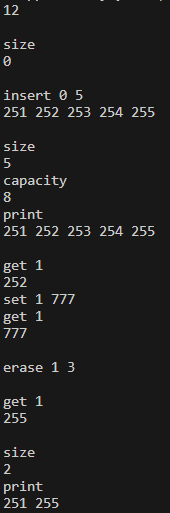 12
size
0
insert 0 5
251 252 253 254 255
size
5
capacity
8
print
251 252 253 254 255
get 1
252
set 1 777
get 1
777
erase 1 3
get 1
255
size
2
print
251 255